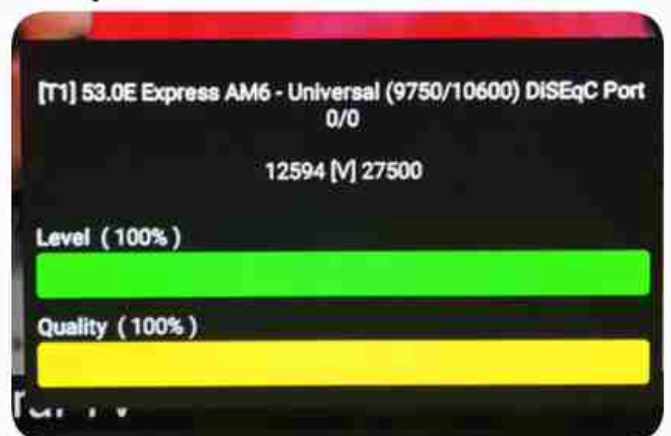 [T1] 53.0E Express AM6 - Universal (9750/10600) DiSEqC Port
0/0
12594 [V] 27500
Level ( 100% )
Quality ( 100% )